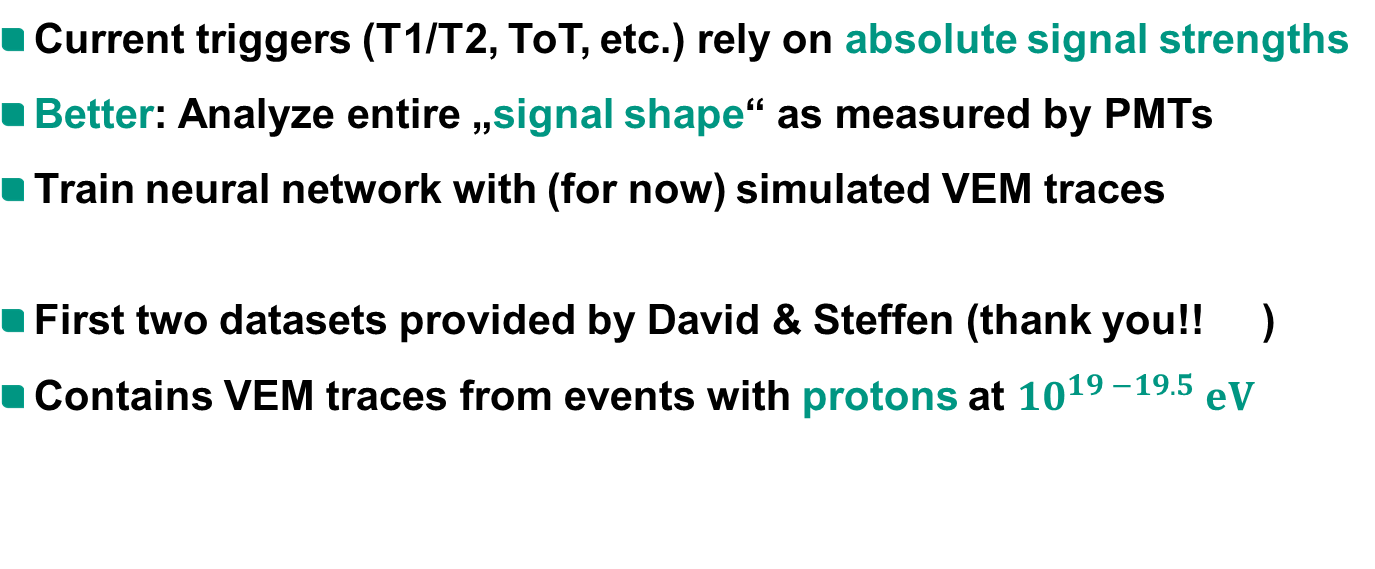 Current triggers (T1/T2, ToT, etc.) rely on absolute signal strengths
Better: Analyze entire „signal shape“ as measured by PMTs
Train neural network with (for now) simulated VEM traces
First two datasets provided by David & Steffen (thank you!! )
Contains VEM traces from events with protons at 10^{19 −19.5} eV